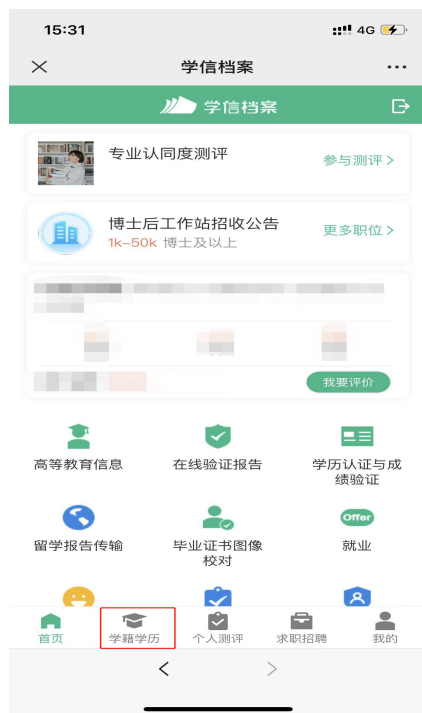 15:31
4G
学信档案
学信档案
专业认同度测评
参与测评 >
博士后工作站招收公告
更多职位 >
1k–50k 博士及以上
我要评价
高等教育信息
在线验证报告
学历认证与成
绩验证
Offer
留学报告传输
毕业证书图像
校对
就业
首页
学籍学历
个人测评
求职招聘
我的